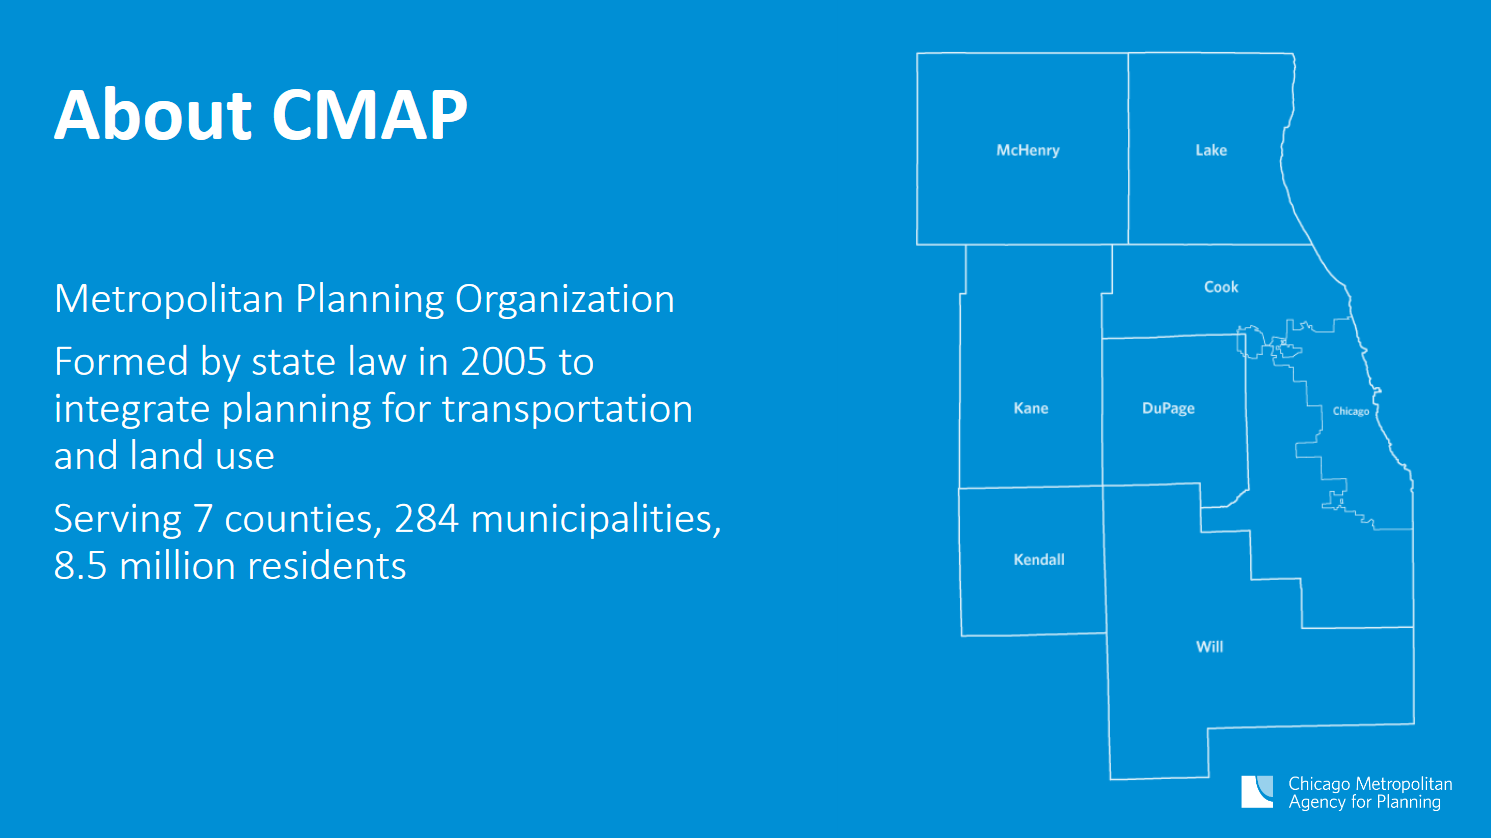 About CMAP
Metropolitan Planning Organization
Formed by state law in 2005 to
integrate planning for transportation
and land use
Serving 7 counties, 284 municipalities,
8.5 million residents
McHenry
Lake
Cook
Kane
DuPage
Chicago
Kendall
Will
Chicago Metropolitan
Agency for Planning